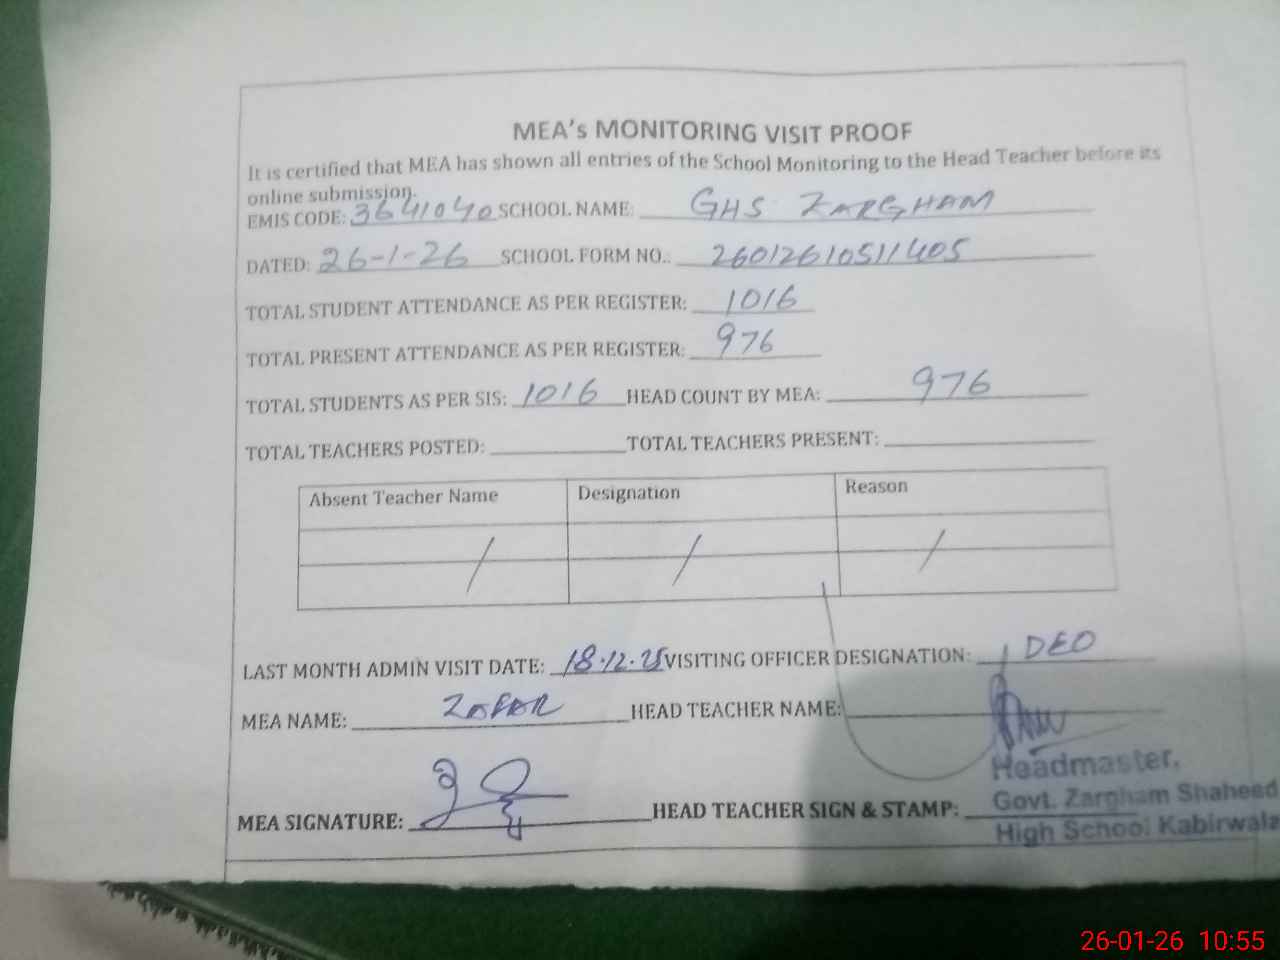 MEA's MONITORING VISIT PROOF
It is certified that MEA has shown all entries of the School Monitoring to the Head Teacher before its
online submission.
EMIS CODE: 3641040 SCHOOL NAME: GHS ZARGHAM
DATED: 26-1-26 SCHOOL FORM NO.: 26012610511405
TOTAL STUDENT ATTENDANCE AS PER REGISTER: 1016
TOTAL PRESENT ATTENDANCE AS PER REGISTER: 976
TOTAL STUDENTS AS PER SIS: 1016 HEAD COUNT BY MEA: 976
TOTAL TEACHERS POSTED: TOTAL TEACHERS PRESENT:
Absent Teacher Name Designation Reason
/ / /
LAST MONTH ADMIN VISIT DATE: 18.12.25 VISITING OFFICER DESIGNATION: DEO
MEA NAME: ZAFAR HEAD TEACHER NAME:
MEA SIGNATURE: HEAD TEACHER SIGN & STAMP:
Headmaster,
Govt. Zargham Shaheed
High School Kabirwala
26-01-26 10:55